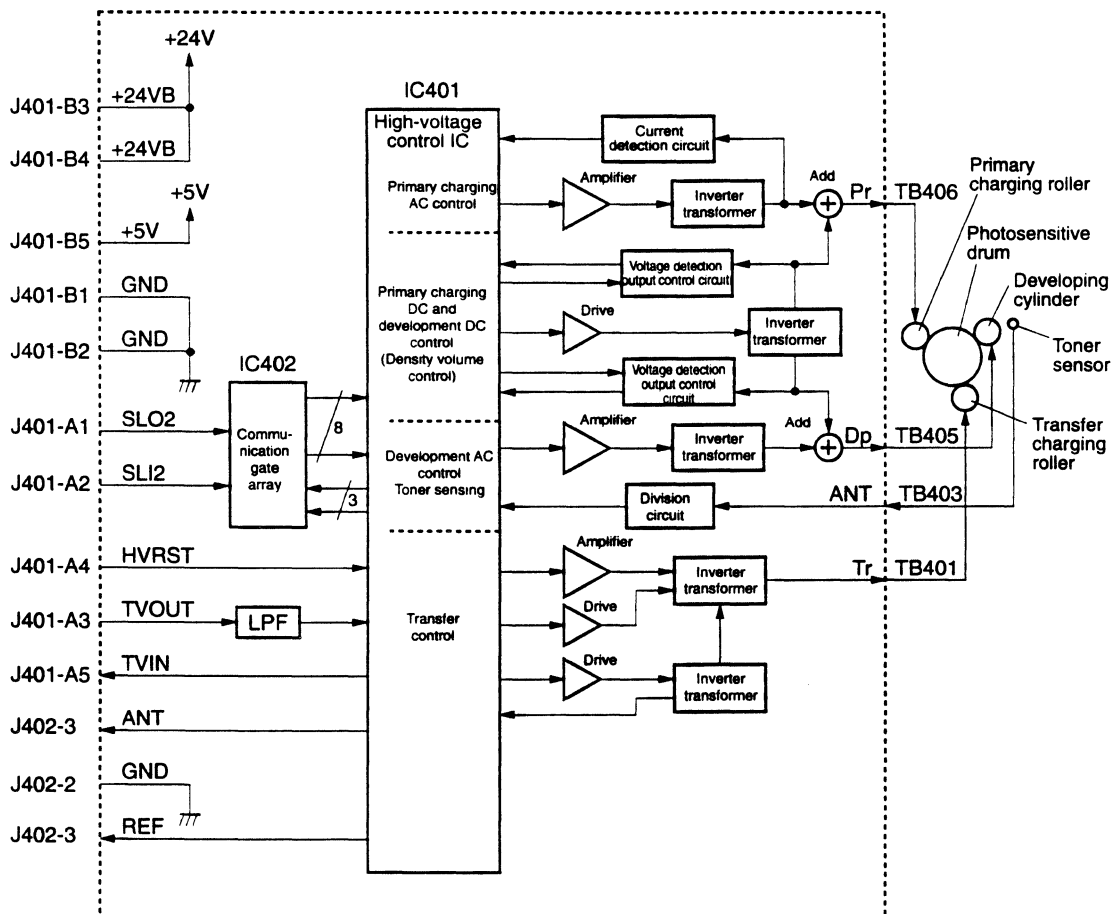 +24V
J401-B3 +24VB
J401-B4 +24VB
+5V
J401-B5 +5V
J401-B1 GND
J401-B2 GND
IC402
Commu-
nication
gate
array
J401-A1 SLO2
J401-A2 SLI2
8
3
J401-A4 HVRST
J401-A3 TVOUT
LPF
J401-A5 TVIN
J402-3 ANT
J402-2 GND
J402-3 REF
IC401
High-voltage
control IC
Primary charging
AC control
Primary charging
DC and
development DC
control
(Density volume
control)
Development AC
control
Toner sensing
Transfer
control
Current
detection circuit
Amplifier
Inverter
transformer
Add
Pr TB406
Voltage detection
output control circuit
Drive
Inverter
transformer
Voltage detection
output control
circuit
Amplifier
Inverter
transformer
Add
Dp TB405
Division
circuit
ANT TB403
Amplifier
Inverter
transformer
Tr TB401
Drive
Drive
Inverter
transformer
Primary
charging roller
Photosensitive
drum
Developing
cylinder
Toner
sensor
Transfer
charging
roller